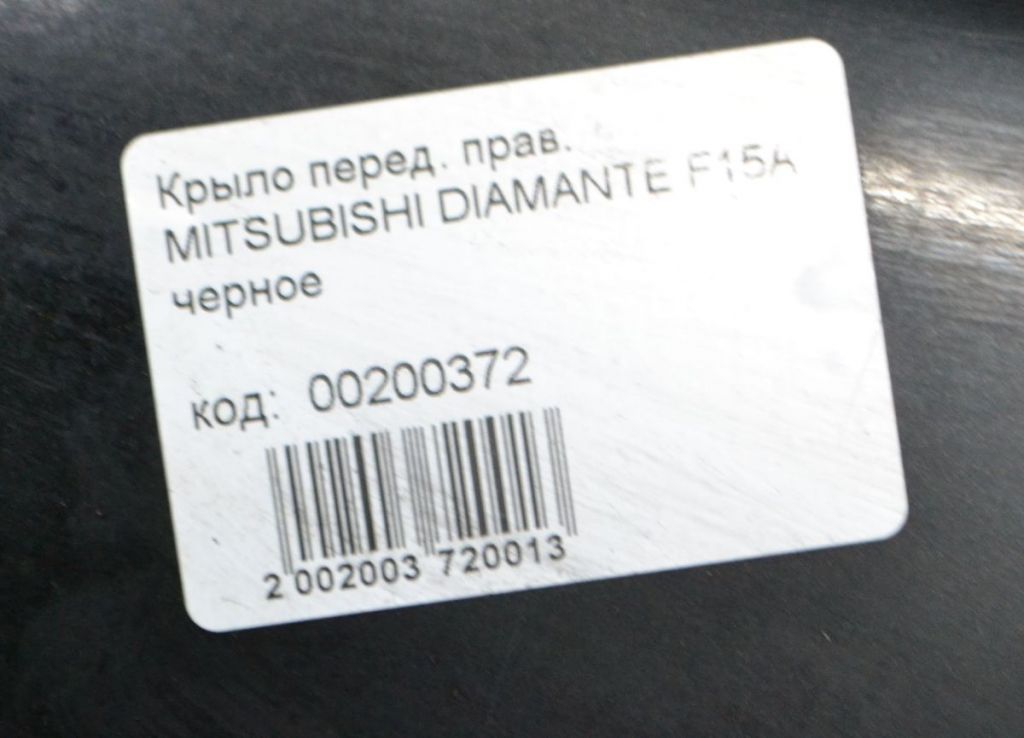 Крыло перед. прав.
MITSUBISHI DIAMANTE F15A
черное
код: 00200372
2 002003 720013